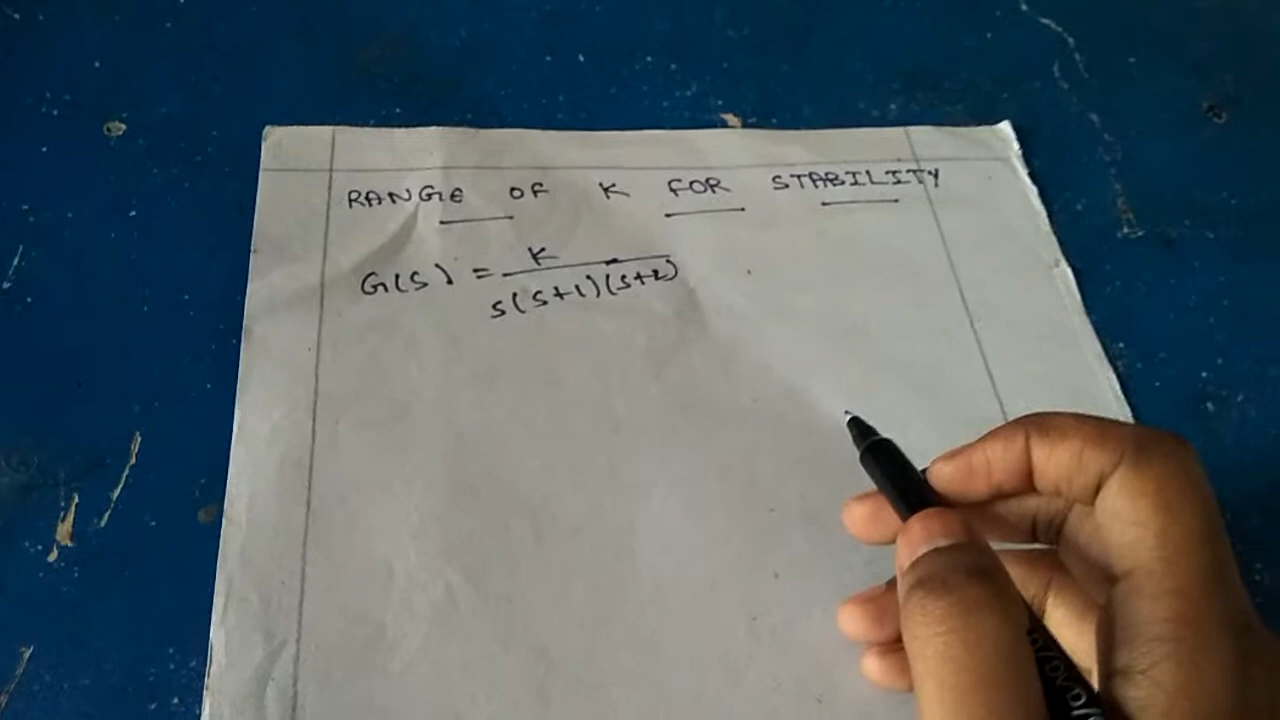 RANGE OF K FOR STABILITY
G(S) = K
S(S+1)(S+2)